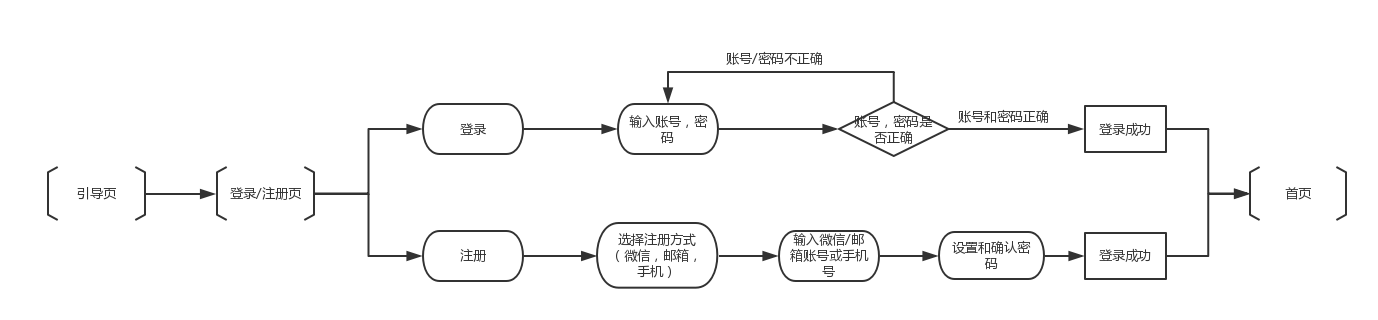 账号/密码不正确
登录
输入账号，密
码
账号，密码是
否正确
账号和密码正确
登录成功
引导页
登录/注册页
首页
注册
选择注册方式
（微信，邮箱，
手机）
输入微信/邮
箱账号或手机
号
设置和确认密
码
登录成功